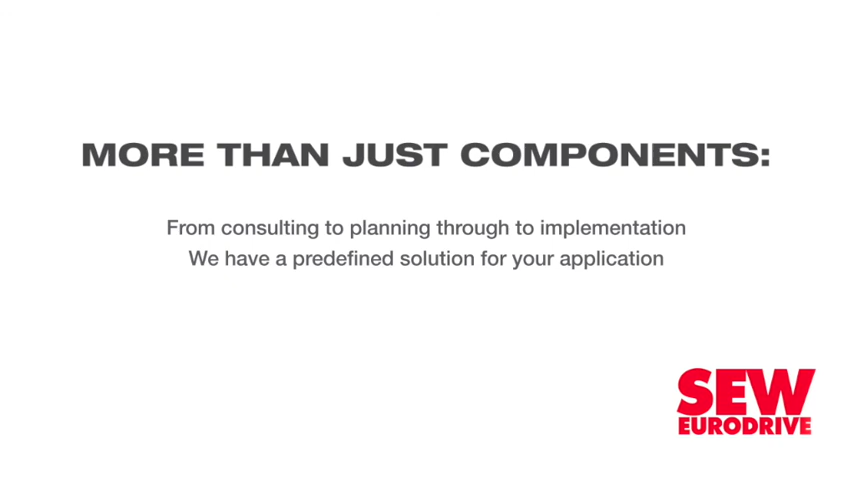 MORE THAN JUST COMPONENTS:
From consulting to planning through to implementation
We have a predefined solution for your application
SEW
EURODRIVE